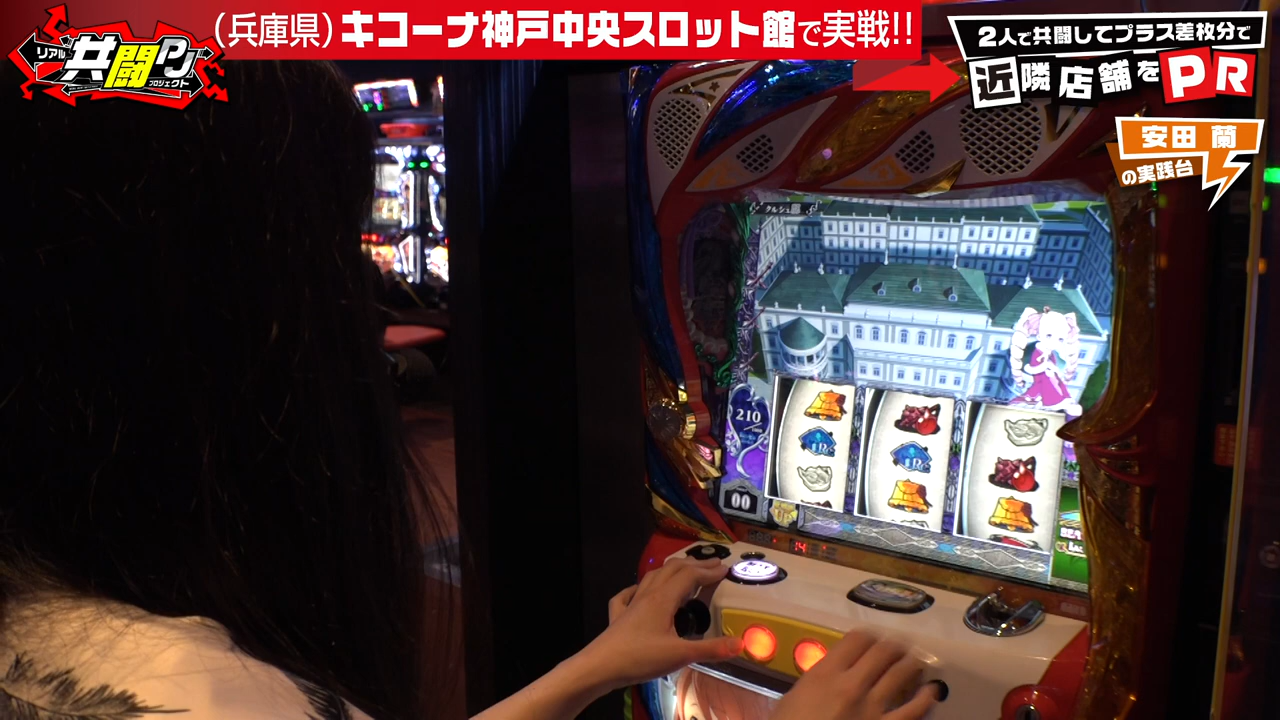 リアル
共闘PJ
プロジェクト
(兵庫県)キコーナ神戸中央スロット館で実戦!!
2人で共闘してプラス差枚分で
近隣店舗をPR
安田 蘭
の実践台
210
00